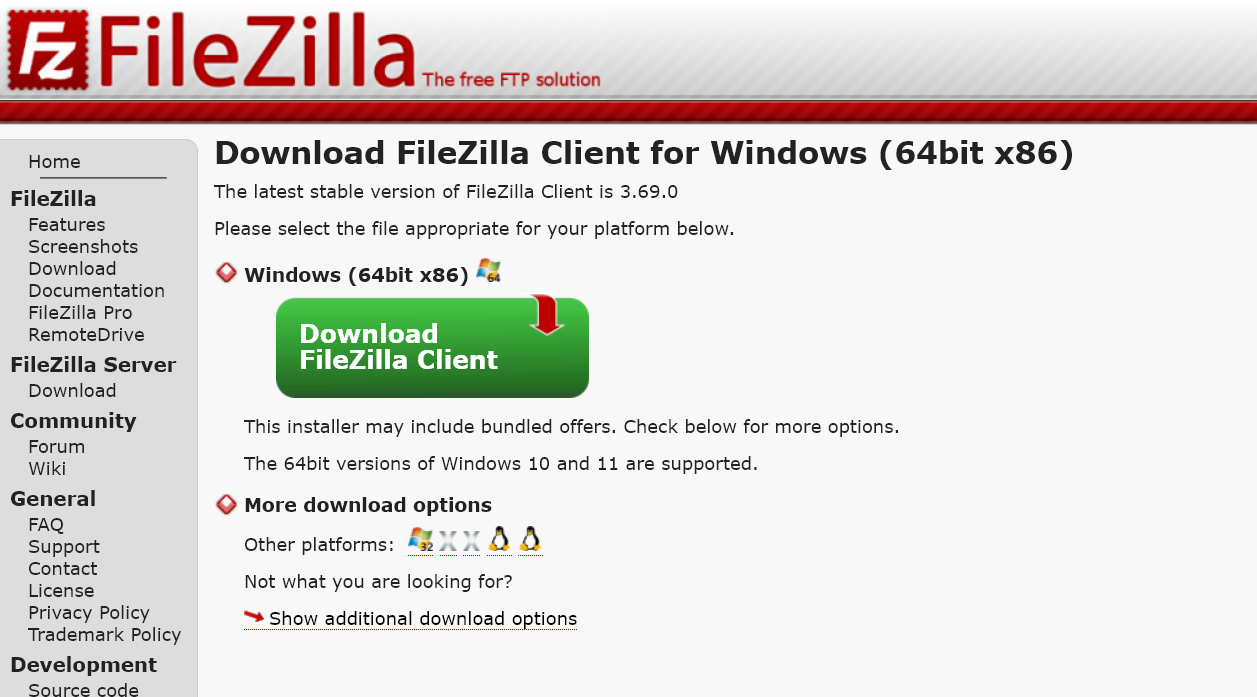 Fz FileZilla The free FTP solution
Home
FileZilla
Features
Screenshots
Download
Documentation
FileZilla Pro
RemoteDrive
FileZilla Server
Download
Community
Forum
Wiki
General
FAQ
Support
Contact
License
Privacy Policy
Trademark Policy
Development
Source code
Download FileZilla Client for Windows (64bit x86)
The latest stable version of FileZilla Client is 3.69.0
Please select the file appropriate for your platform below.
Windows (64bit x86) 64
Download
FileZilla Client
This installer may include bundled offers. Check below for more options.
The 64bit versions of Windows 10 and 11 are supported.
More download options
Other platforms: 32 X X
Not what you are looking for?
Show additional download options